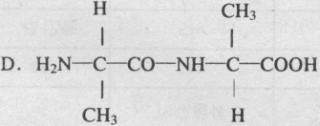 H CH₃
D. H₂N—C—CO—NH—C—COOH
CH₃ H